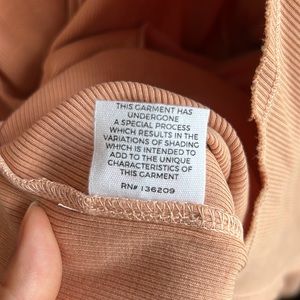 THIS GARMENT HAS
UNDERGONE
A SPECIAL PROCESS
WHICH RESULTS IN THE
VARIATIONS OF SHADING
WHICH IS INTENDED TO
ADD TO THE UNIQUE
CHARACTERISTICS OF
THIS GARMENT
RN# 136209